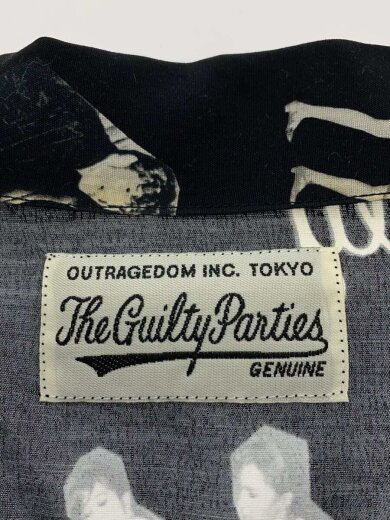 OUTRAGEDOM INC. TOKYO
The Guilty Parties
GENUINE